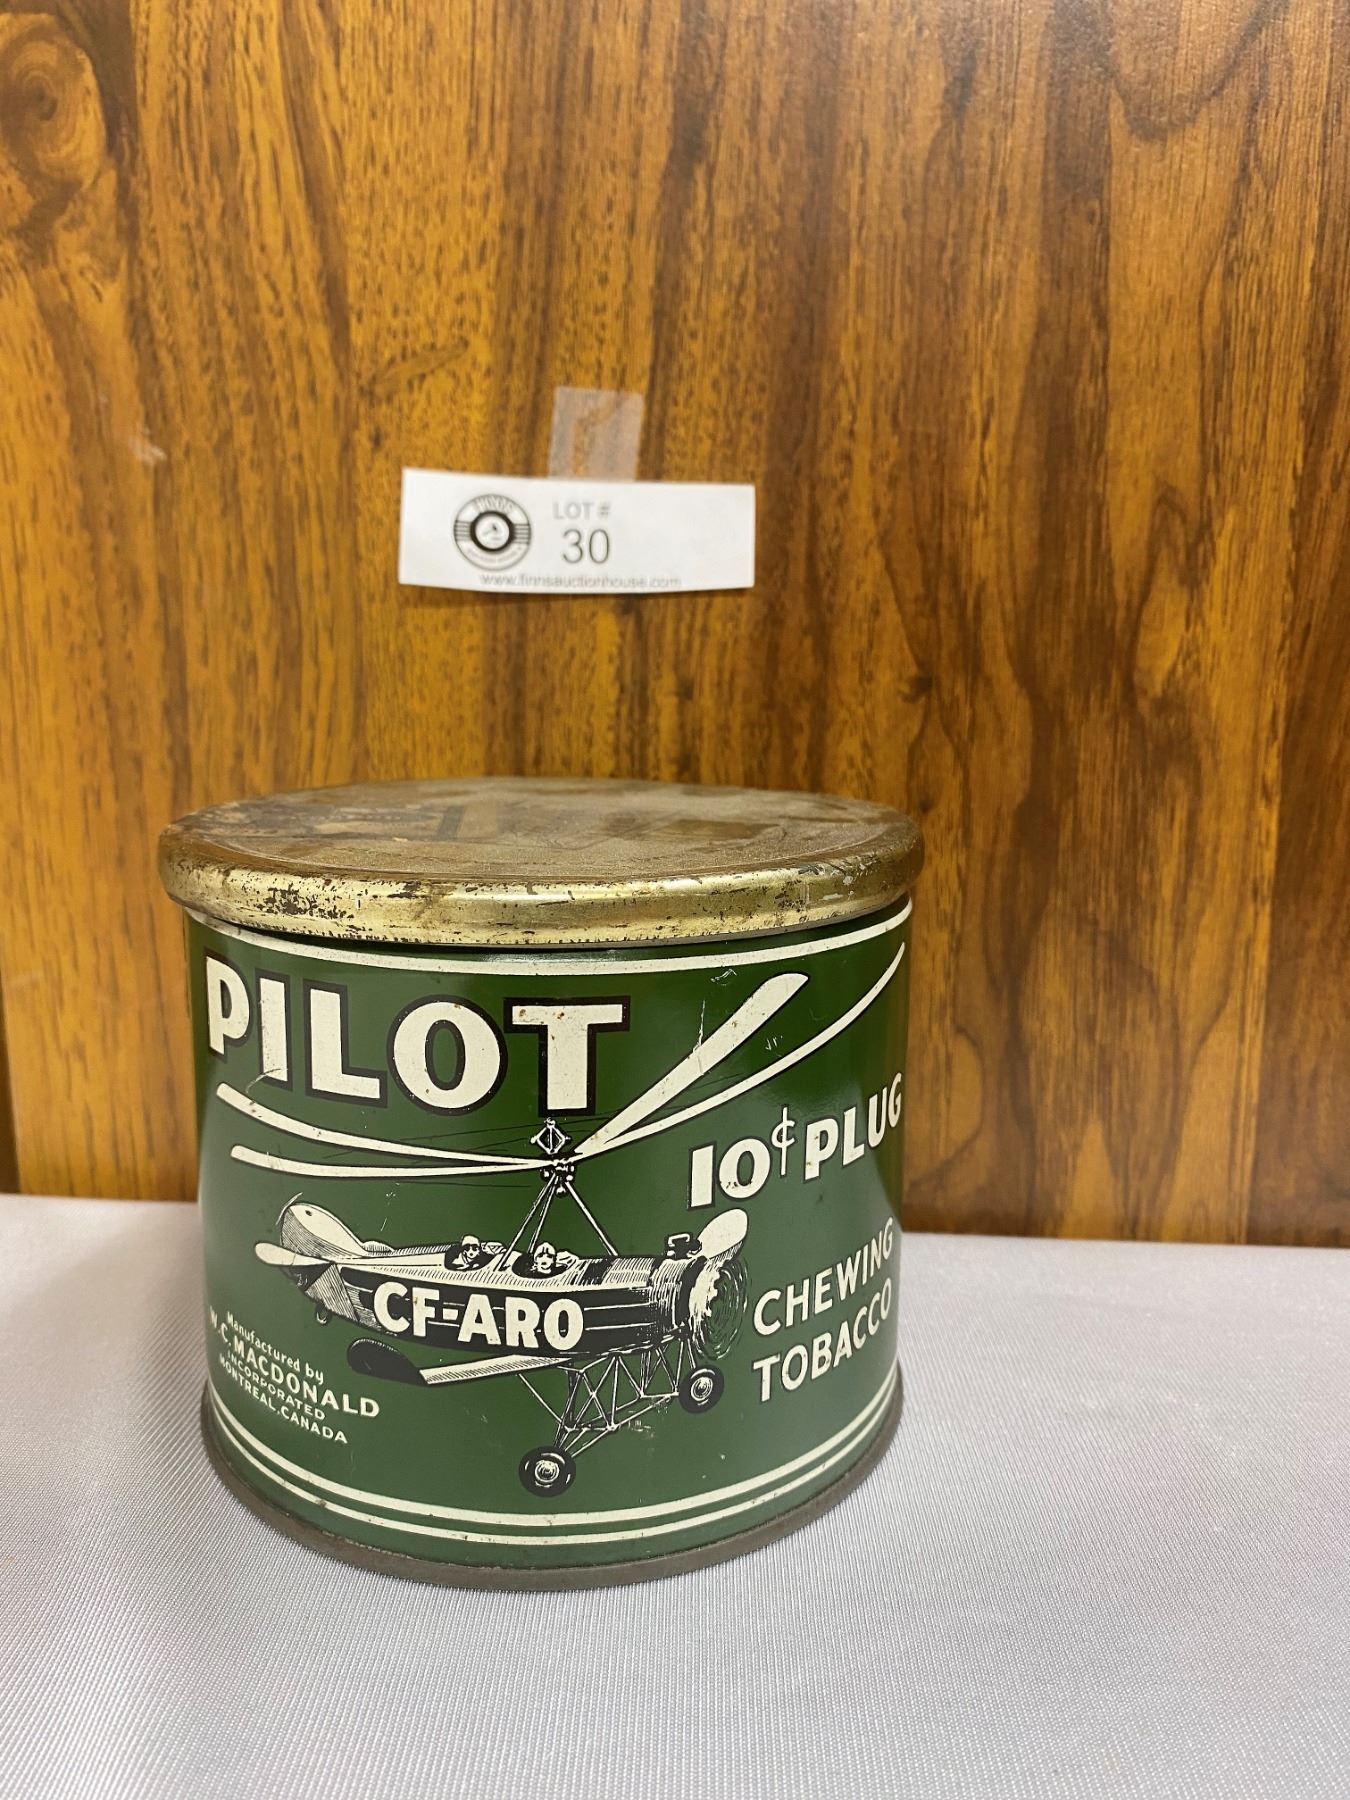 LOT #
30
www.finnsauctionhouse.com
PILOT
10¢ PLUG
CF-ARO
CHEWING
TOBACCO
Manufactured by
W.C. MACDONALD
INCORPORATED
MONTREAL, CANADA